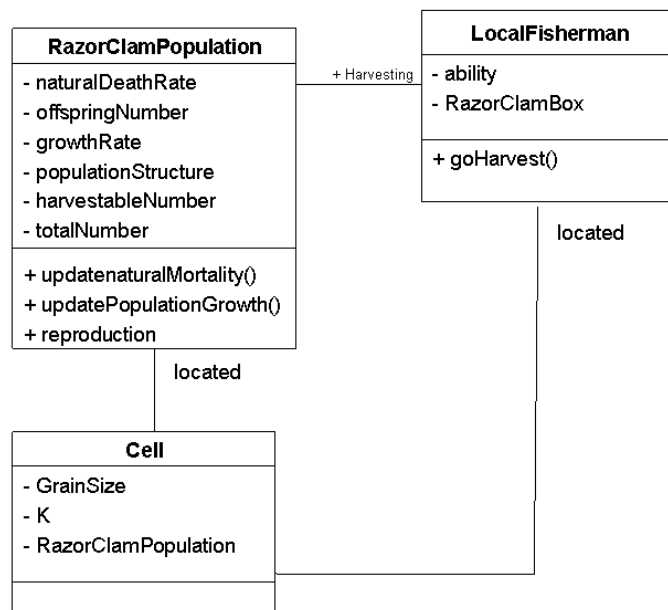 RazorClamPopulation
- naturalDeathRate
- offspringNumber
- growthRate
- populationStructure
- harvestableNumber
- totalNumber
+ updatenaturalMortality()
+ updatePopulationGrowth()
+ reproduction
+ Harvesting
LocalFisherman
- ability
- RazorClamBox
+ goHarvest()
located
located
Cell
- GrainSize
- K
- RazorClamPopulation